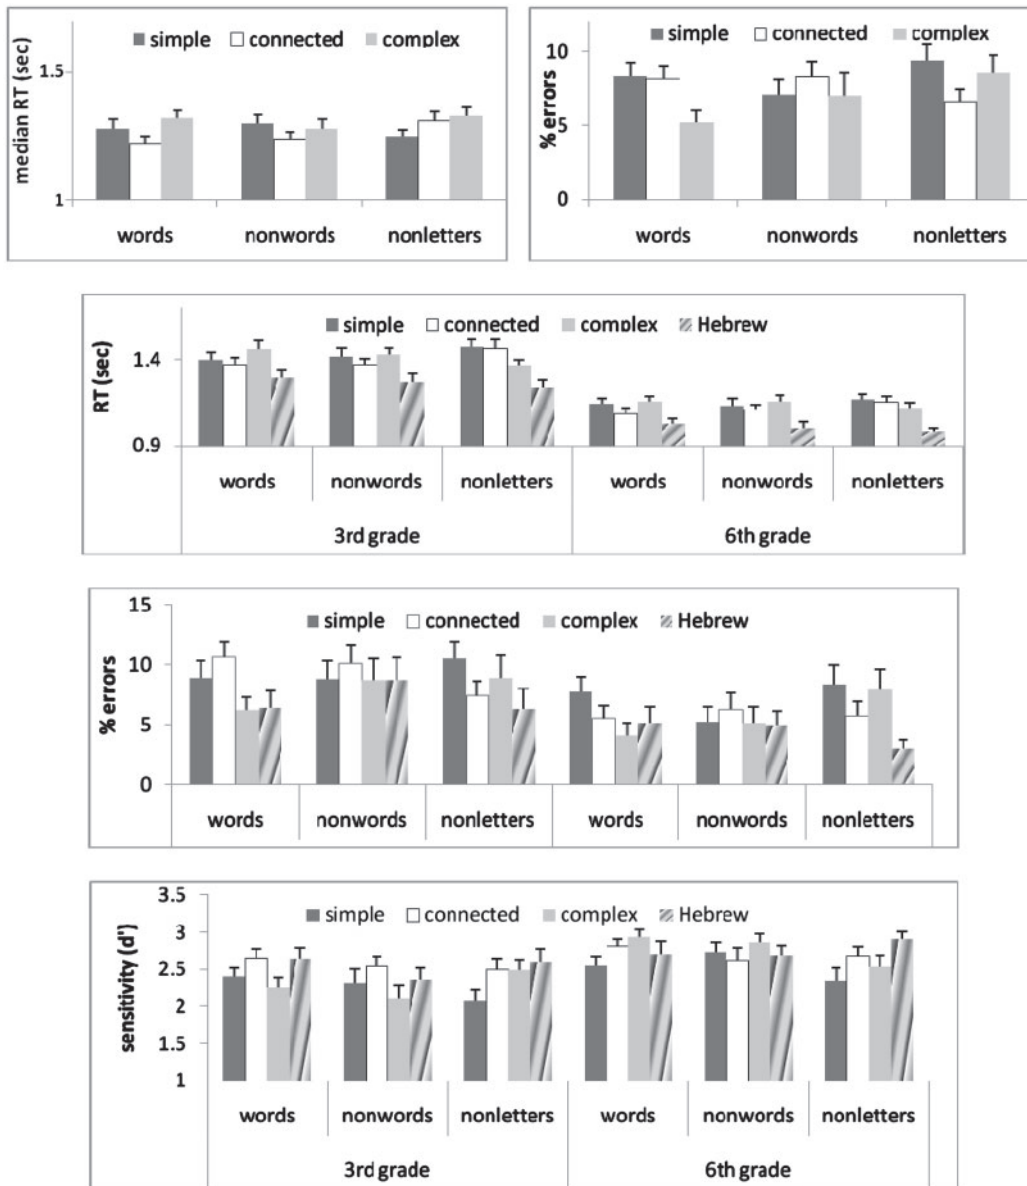 simple connected complex
median RT (sec)
1.5
1
words nonwords nonletters
simple connected complex
% errors
10
5
0
words nonwords nonletters
simple connected complex Hebrew
RT (sec)
1.4
0.9
words nonwords nonletters words nonwords nonletters
3rd grade 6th grade
15
simple connected complex Hebrew
% errors
10
5
0
words nonwords nonletters words nonwords nonletters
3.5
simple connected complex Hebrew
sensitivity (d')
3
2.5
2
1.5
1
words nonwords nonletters words nonwords nonletters
3rd grade 6th grade